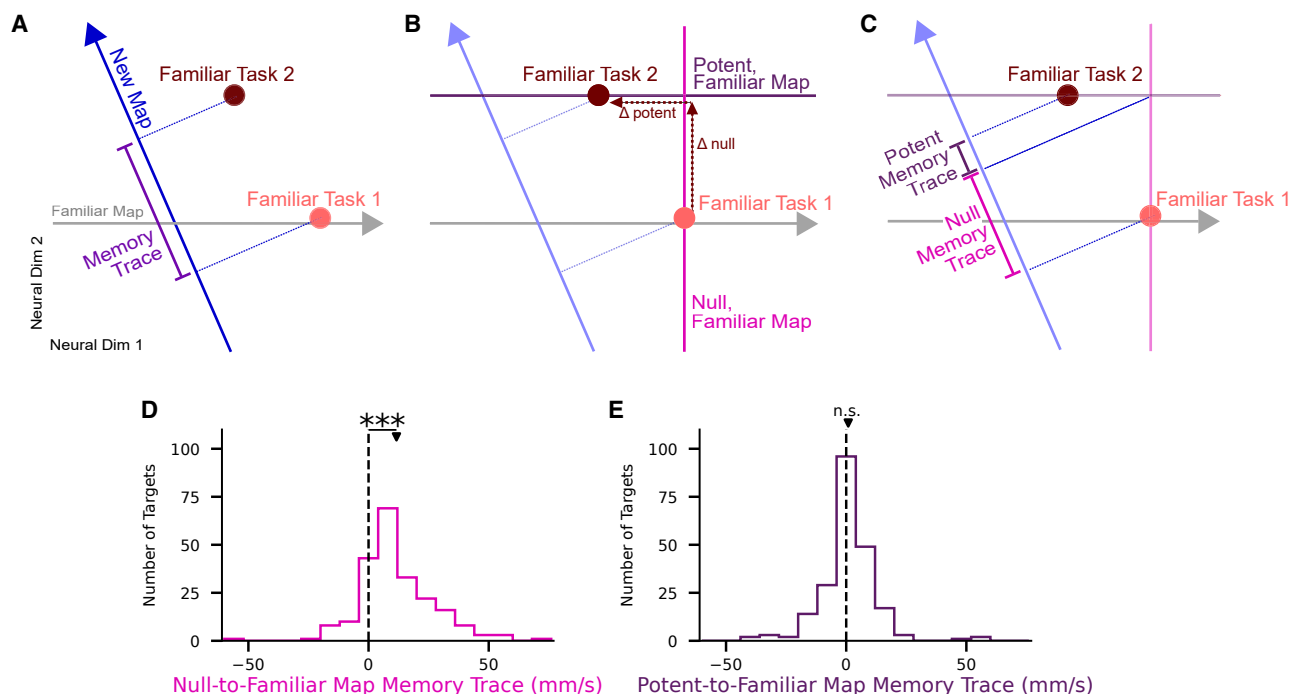 A
New Map
Familiar Task 2
Familiar Task 1
Familiar Map
Memory
Trace
Neural Dim 2
Neural Dim 1
B
Familiar Task 2
Potent,
Familiar Map
Δ potent
Δ null
Familiar Task 1
Null,
Familiar Map
C
Familiar Task 2
Potent
Memory
Trace
Familiar Task 1
Null
Memory
Trace
D
***
100
75
50
25
0
Number of Targets
−50
0
50
Null-to-Familiar Map Memory Trace (mm/s)
E
n.s.
100
75
50
25
0
Number of Targets
−50
0
50
Potent-to-Familiar Map Memory Trace (mm/s)